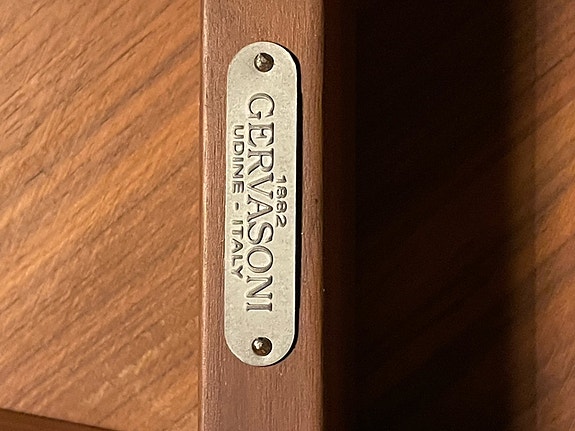 1882
GERVASONI
UDINE - ITALY